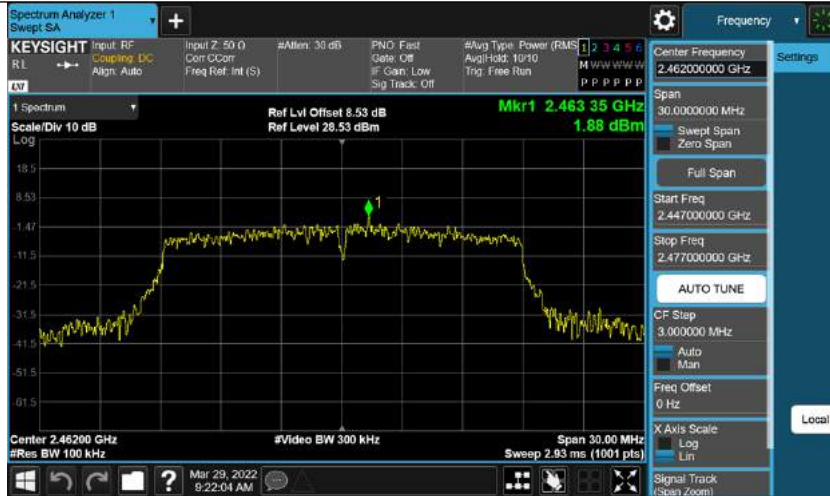 Spectrum Analyzer 1
Swept SA
+
Frequency
KEYSIGHT
RL
Align: Auto
LXI
Input: RF
Coupling: DC
Input Z: 50 Ω
Corr CCorr
Freq Ref: Int (S)
#Atten: 30 dB
PNO: Fast
Gate: Off
IF Gain: Low
Sig Track: Off
#Avg Type: Power (RMS
Avg|Hold: 10/10
Trig: Free Run
1 2 3 4 5 6
M W W W W W
P P P P P P
1 Spectrum
Scale/Div 10 dB
Log
Ref Lvl Offset 8.53 dB
Ref Level 28.53 dBm
Mkr1 2.463 35 GHz
1.88 dBm
18.5
8.53
-1.47
-11.5
-21.5
-31.5
-41.5
-51.5
-61.5
1
Center 2.46200 GHz
#Res BW 100 kHz
#Video BW 300 kHz
Span 30.00 MHz
Sweep 2.93 ms (1001 pts)
Mar 29, 2022
9:22:04 AM
?
Center Frequency
2.462000000 GHz
Settings
Span
30.0000000 MHz
Swept Span
Zero Span
Full Span
Start Freq
2.447000000 GHz
Stop Freq
2.477000000 GHz
AUTO TUNE
CF Step
3.000000 MHz
Auto
Man
Freq Offset
0 Hz
Local
X Axis Scale
Log
Lin
Signal Track
(Span Zoom)